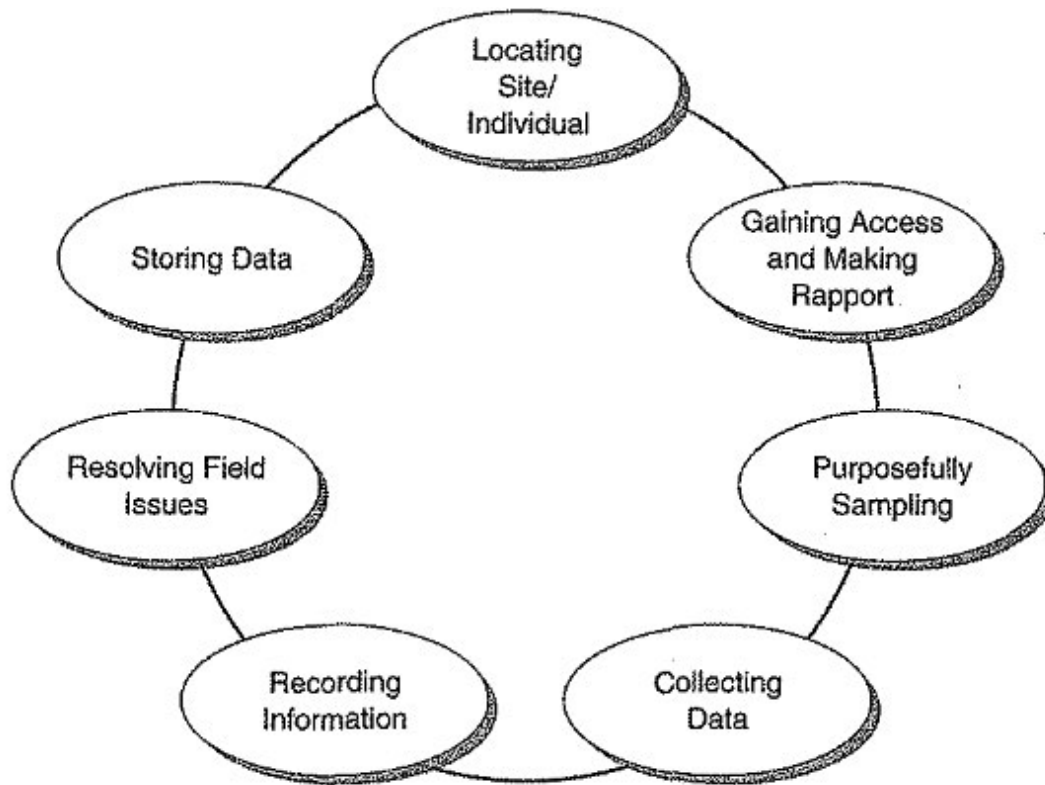 Locating
Site/
Individual
Gaining Access
and Making
Rapport
Purposefully
Sampling
Collecting
Data
Recording
Information
Resolving Field
Issues
Storing Data